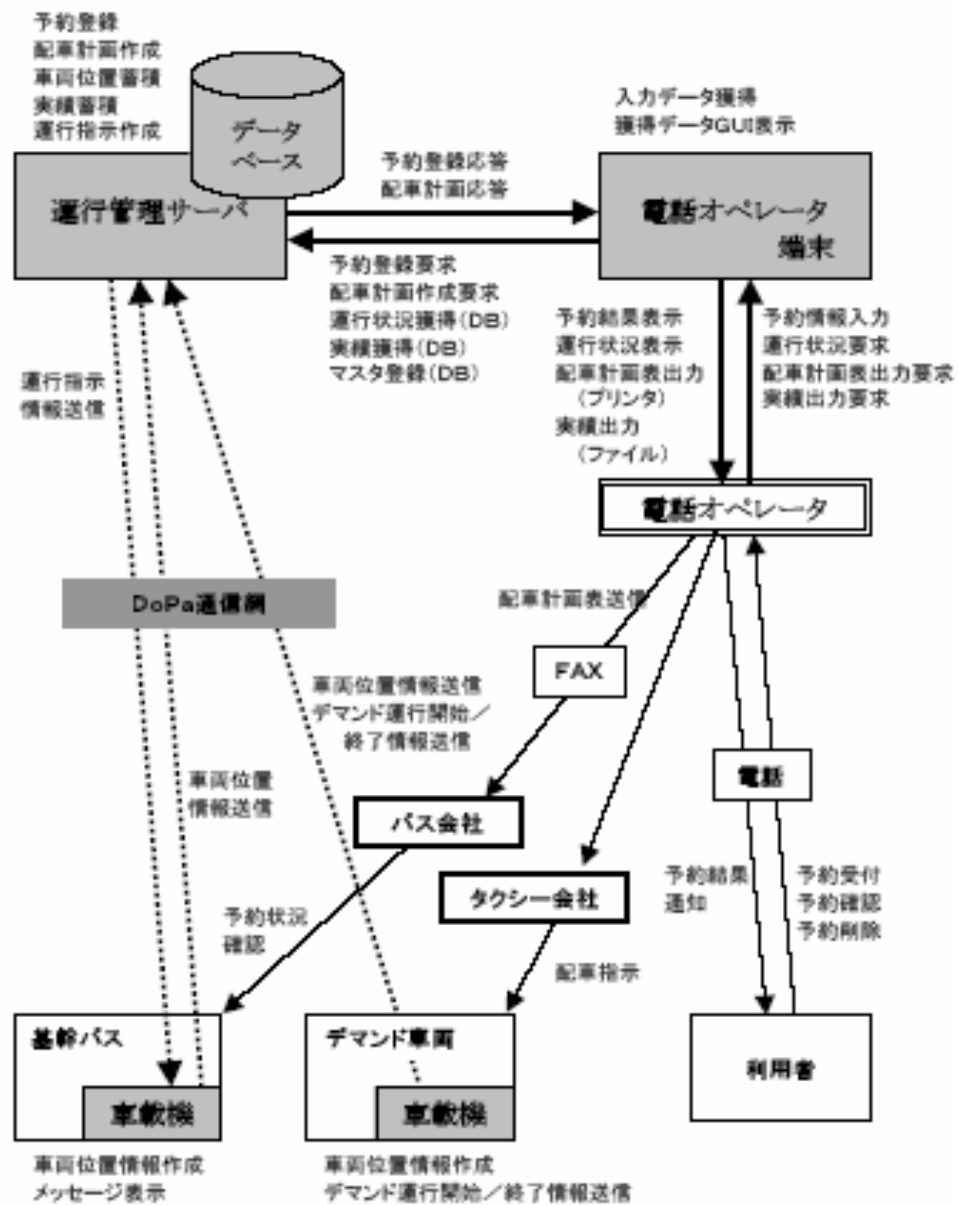 予約登録
配車計画作成
車両位置蓄積
実績蓄積
運行指示作成
データ
ベース
運行管理サーバ
入力データ獲得
獲得データGUI表示
予約登録応答
配車計画応答
電話オペレータ
端末
予約登録要求
配車計画作成要求
運行状況獲得(DB)
実績獲得(DB)
マスタ登録(DB)
予約結果表示
運行状況表示
配車計画表出力
(プリンタ)
実績出力
(ファイル)
予約情報入力
運行状況要求
配車計画表出力要求
実績出力要求
運行指示
情報送信
電話オペレータ
DoPa通信網
配車計画表送信
FAX
車両位置情報送信
デマンド運行開始/
終了情報送信
車両位置
情報送信
電話
バス会社
タクシー会社
予約結果
通知
予約受付
予約確認
予約削除
予約状況
確認
配車指示
基幹バス
車載機
デマンド車両
車載機
利用者
車両位置情報作成
メッセージ表示
車両位置情報作成
デマンド運行開始/終了情報送信